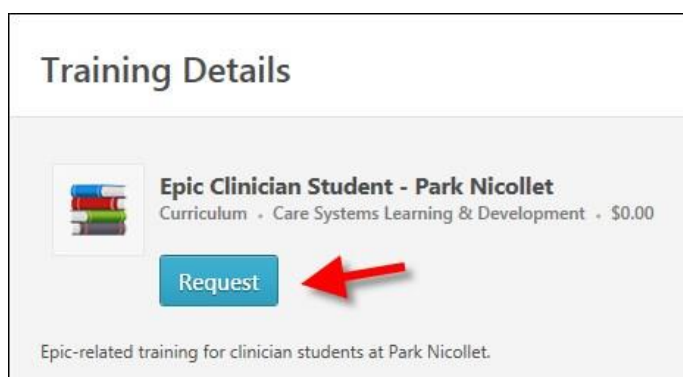 Training Details
Epic Clinician Student - Park Nicollet
Curriculum • Care Systems Learning & Development • $0.00
Request
Epic-related training for clinician students at Park Nicollet.